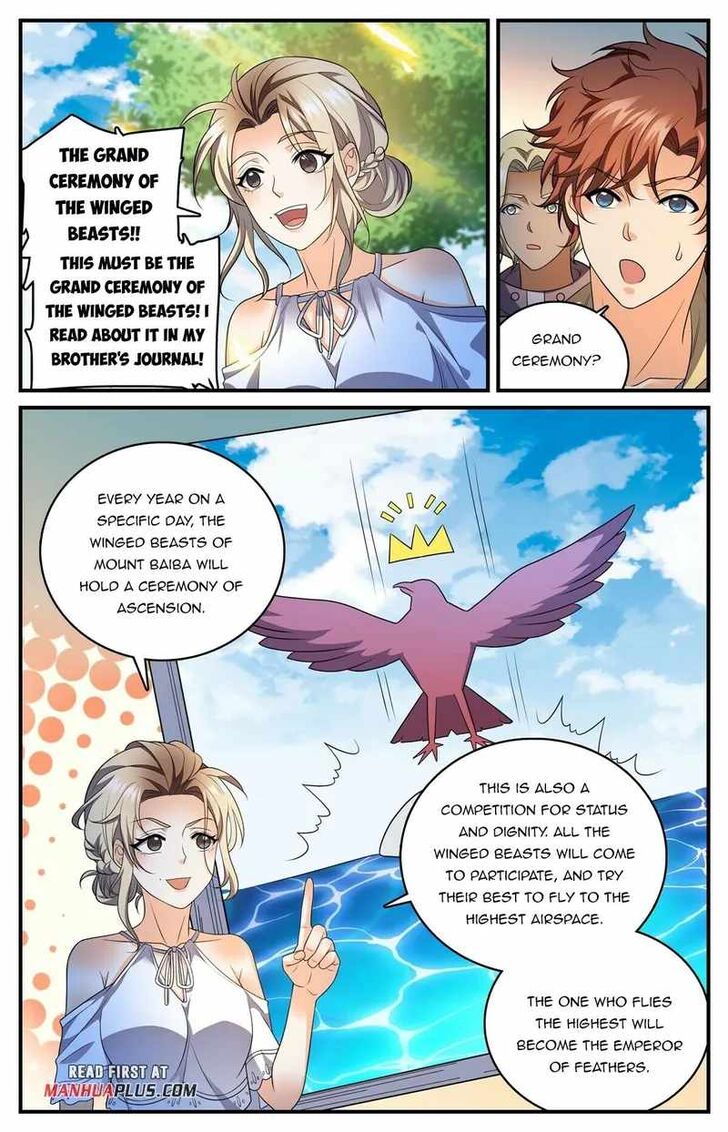 THE GRAND
CEREMONY OF
THE WINGED
BEASTS!!
THIS MUST BE THE
GRAND CEREMONY OF
THE WINGED BEASTS! I
READ ABOUT IT IN MY
BROTHER'S JOURNAL!
GRAND
CEREMONY?
EVERY YEAR ON A
SPECIFIC DAY, THE
WINGED BEASTS OF
MOUNT BAIBA WILL
HOLD A CEREMONY OF
ASCENSION.
THIS IS ALSO A
COMPETITION FOR STATUS
AND DIGNITY. ALL THE
WINGED BEASTS WILL COME
TO PARTICIPATE, AND TRY
THEIR BEST TO FLY TO THE
HIGHEST AIRSPACE.
THE ONE WHO FLIES
THE HIGHEST WILL
BECOME THE EMPEROR
OF FEATHERS.
READ FIRST AT
MANHUAPLUS.COM